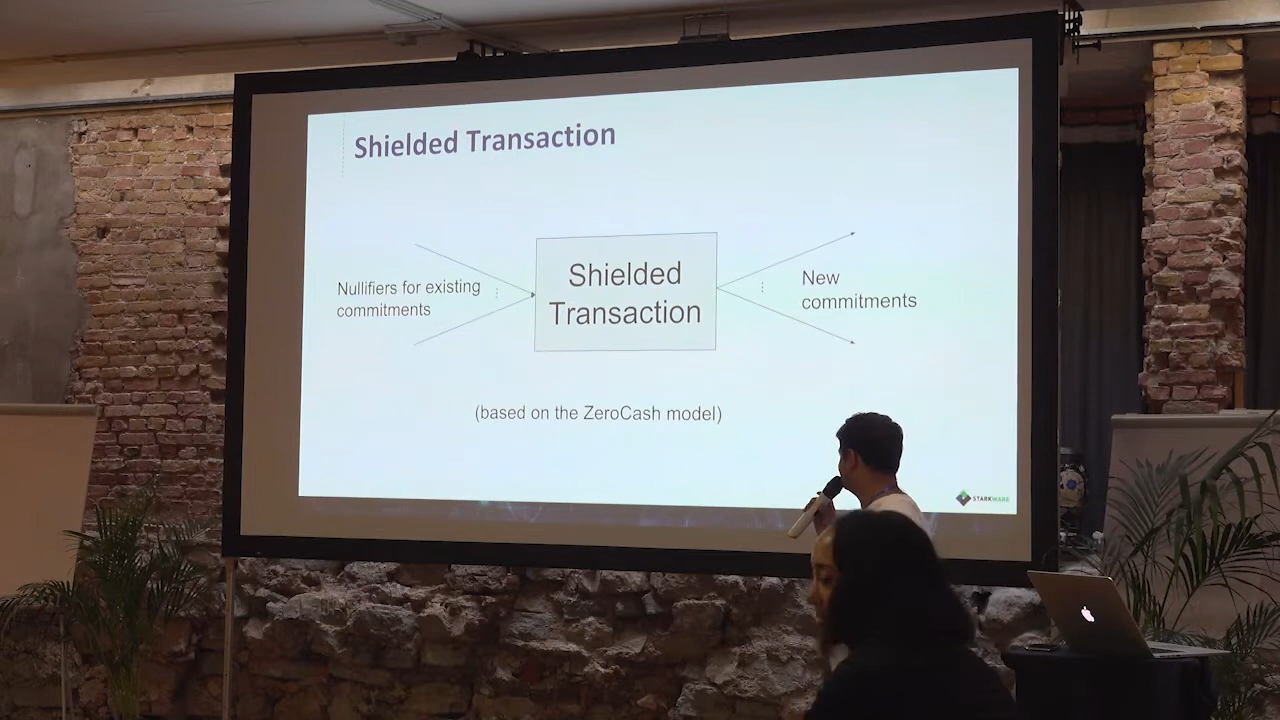 Shielded Transaction
Nullifiers for existing
commitments
Shielded
Transaction
New
commitments
(based on the ZeroCash model)
STARKWARE